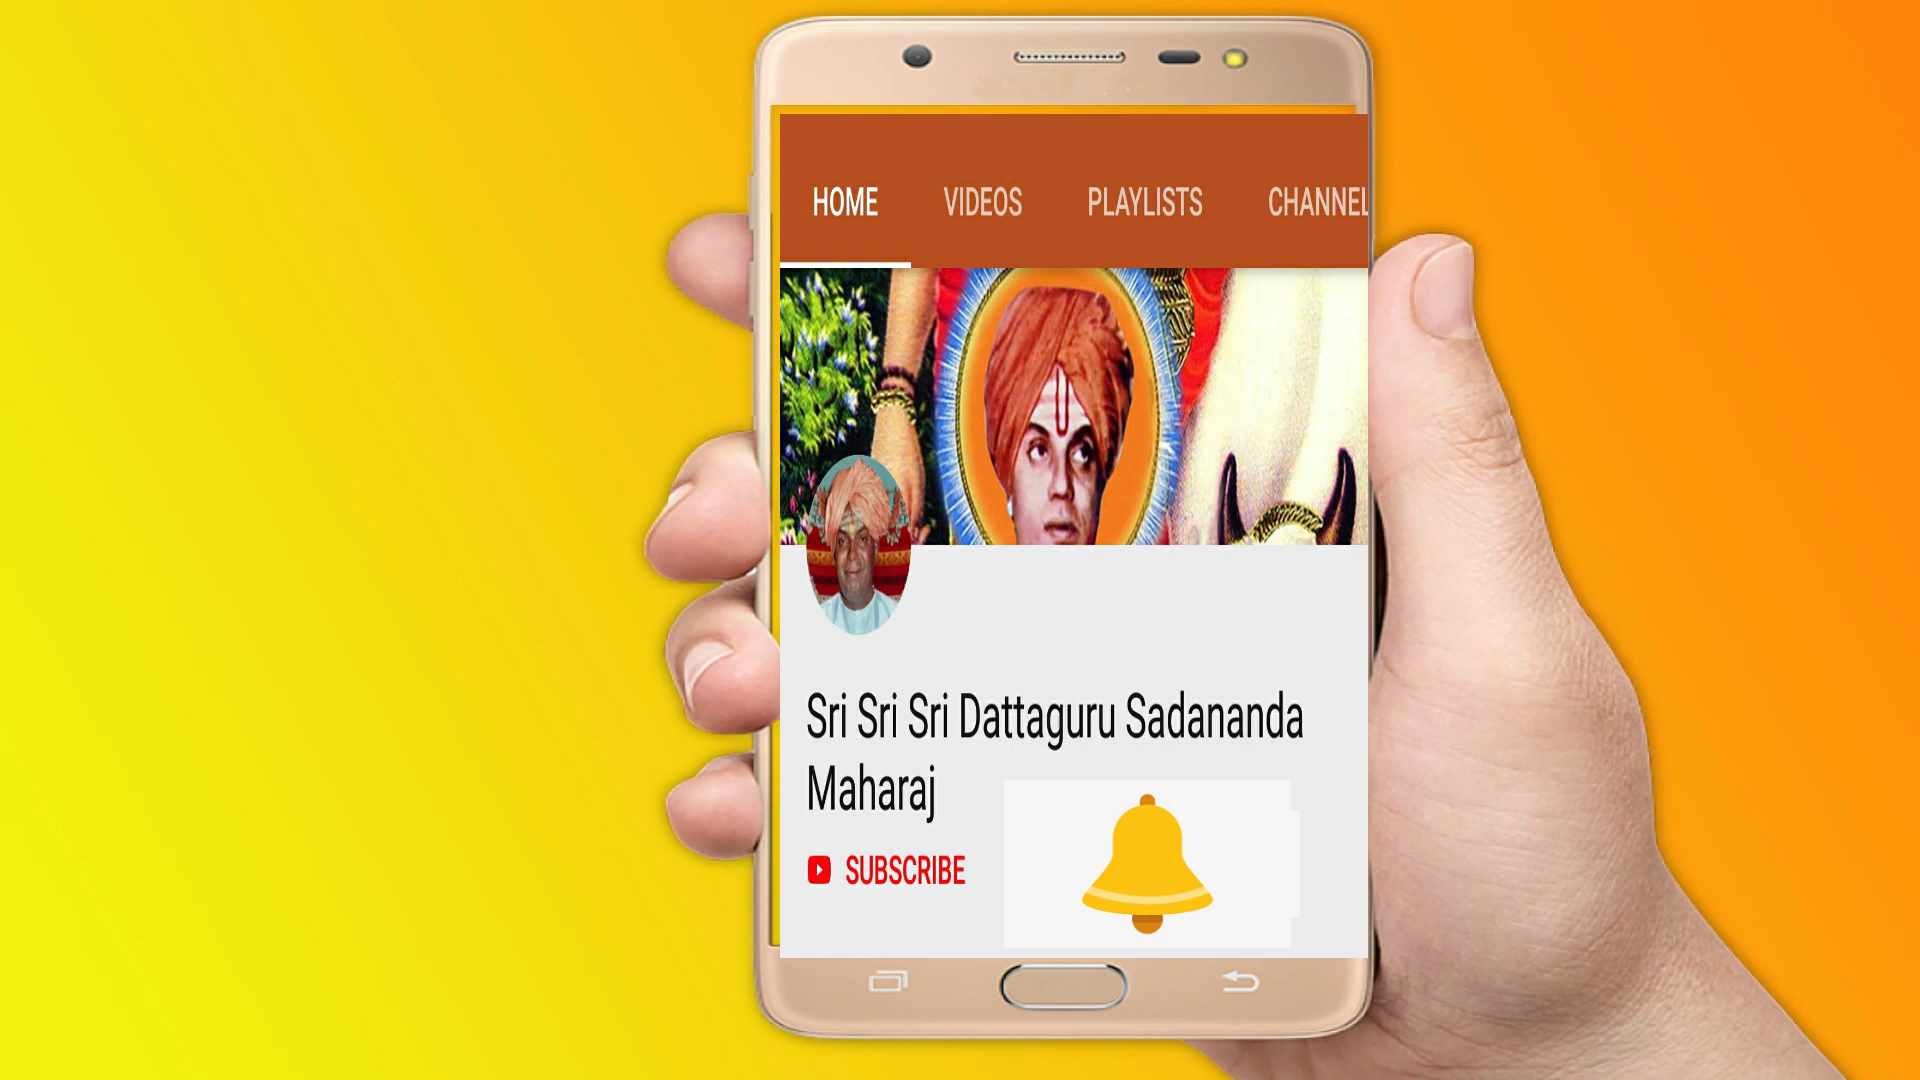 HOME VIDEOS PLAYLISTS CHANNEL
Sri Sri Sri Dattaguru Sadananda
Maharaj
SUBSCRIBE